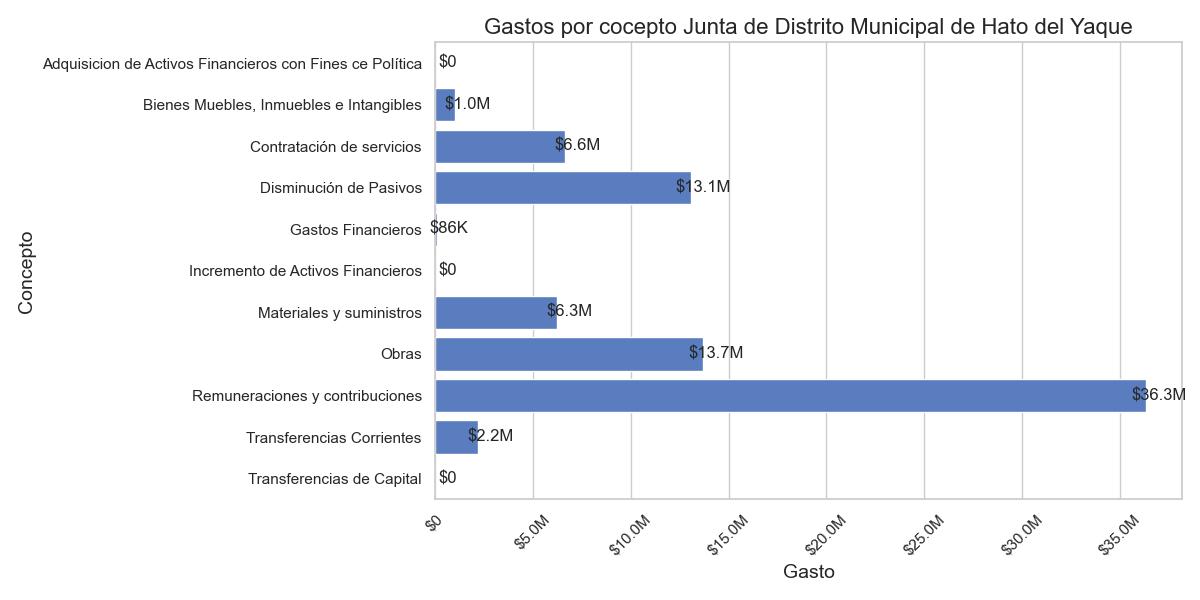 Gastos por cocepto Junta de Distrito Municipal de Hato del Yaque
Concepto
Adquisicion de Activos Financieros con Fines ce Política $0
Bienes Muebles, Inmuebles e Intangibles $1.0M
Contratación de servicios $6.6M
Disminución de Pasivos $13.1M
Gastos Financieros $86K
Incremento de Activos Financieros $0
Materiales y suministros $6.3M
Obras $13.7M
Remuneraciones y contribuciones $36.3M
Transferencias Corrientes $2.2M
Transferencias de Capital $0
$0 $5.0M $10.0M $15.0M $20.0M $25.0M $30.0M $35.0M
Gasto